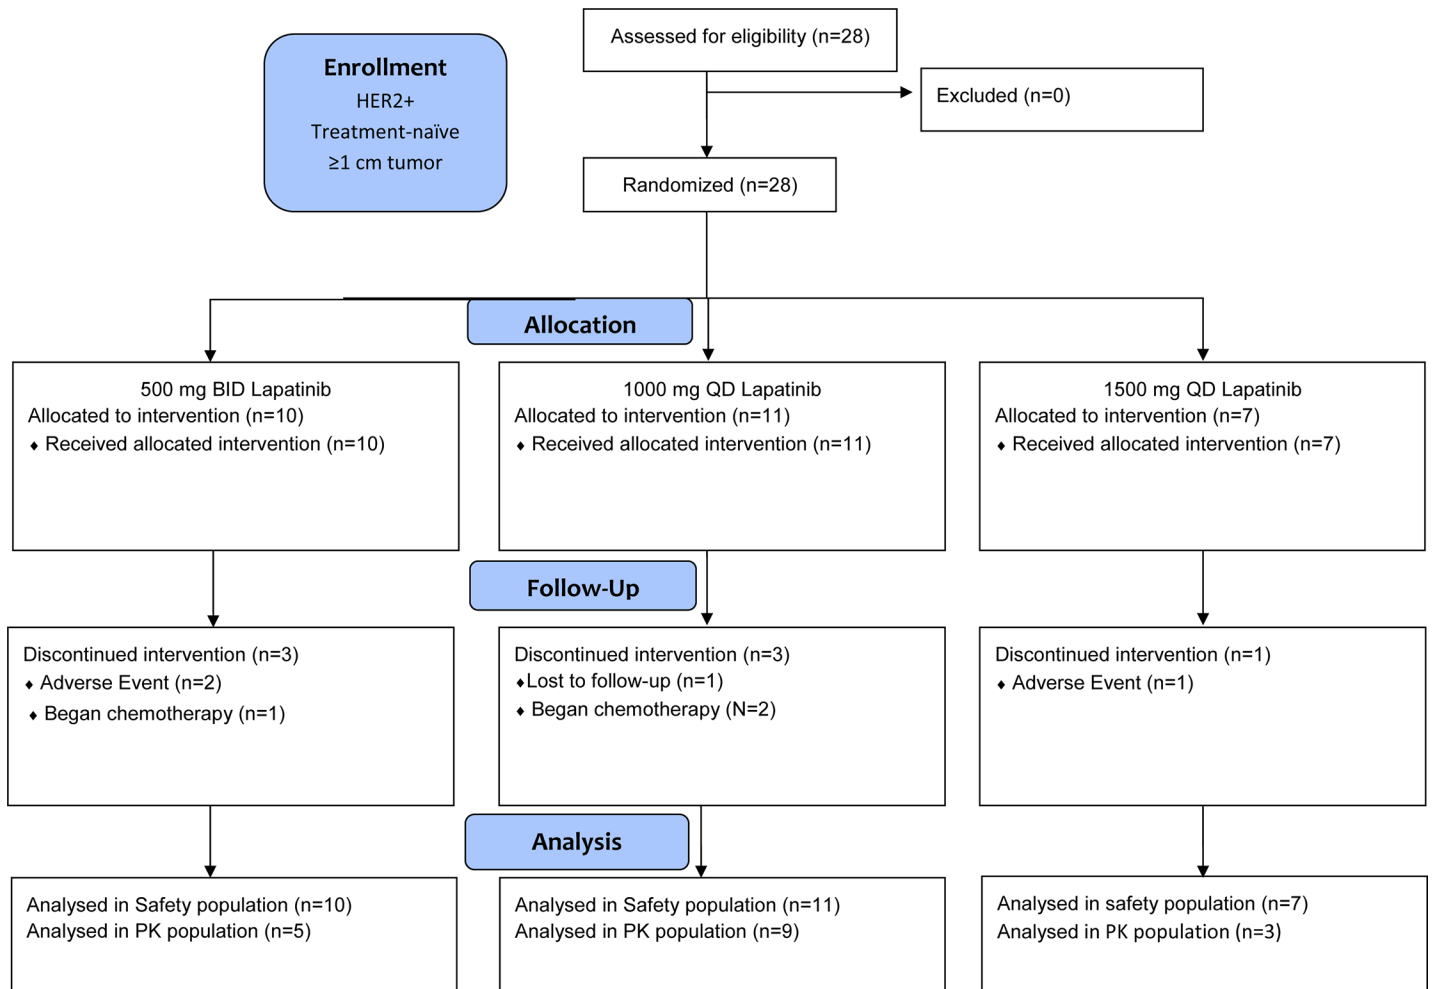 Assessed for eligibility (n=28)
Enrollment
HER2+
Treatment-naïve
≥1 cm tumor
Excluded (n=0)
Randomized (n=28)
Allocation
500 mg BID Lapatinib
Allocated to intervention (n=10)
♦ Received allocated intervention (n=10)
1000 mg QD Lapatinib
Allocated to intervention (n=11)
♦ Received allocated intervention (n=11)
1500 mg QD Lapatinib
Allocated to intervention (n=7)
♦ Received allocated intervention (n=7)
Follow-Up
Discontinued intervention (n=3)
♦ Adverse Event (n=2)
♦ Began chemotherapy (n=1)
Discontinued intervention (n=3)
♦Lost to follow-up (n=1)
♦ Began chemotherapy (N=2)
Discontinued intervention (n=1)
♦ Adverse Event (n=1)
Analysis
Analysed in Safety population (n=10)
Analysed in PK population (n=5)
Analysed in Safety population (n=11)
Analysed in PK population (n=9)
Analysed in safety population (n=7)
Analysed in PK population (n=3)